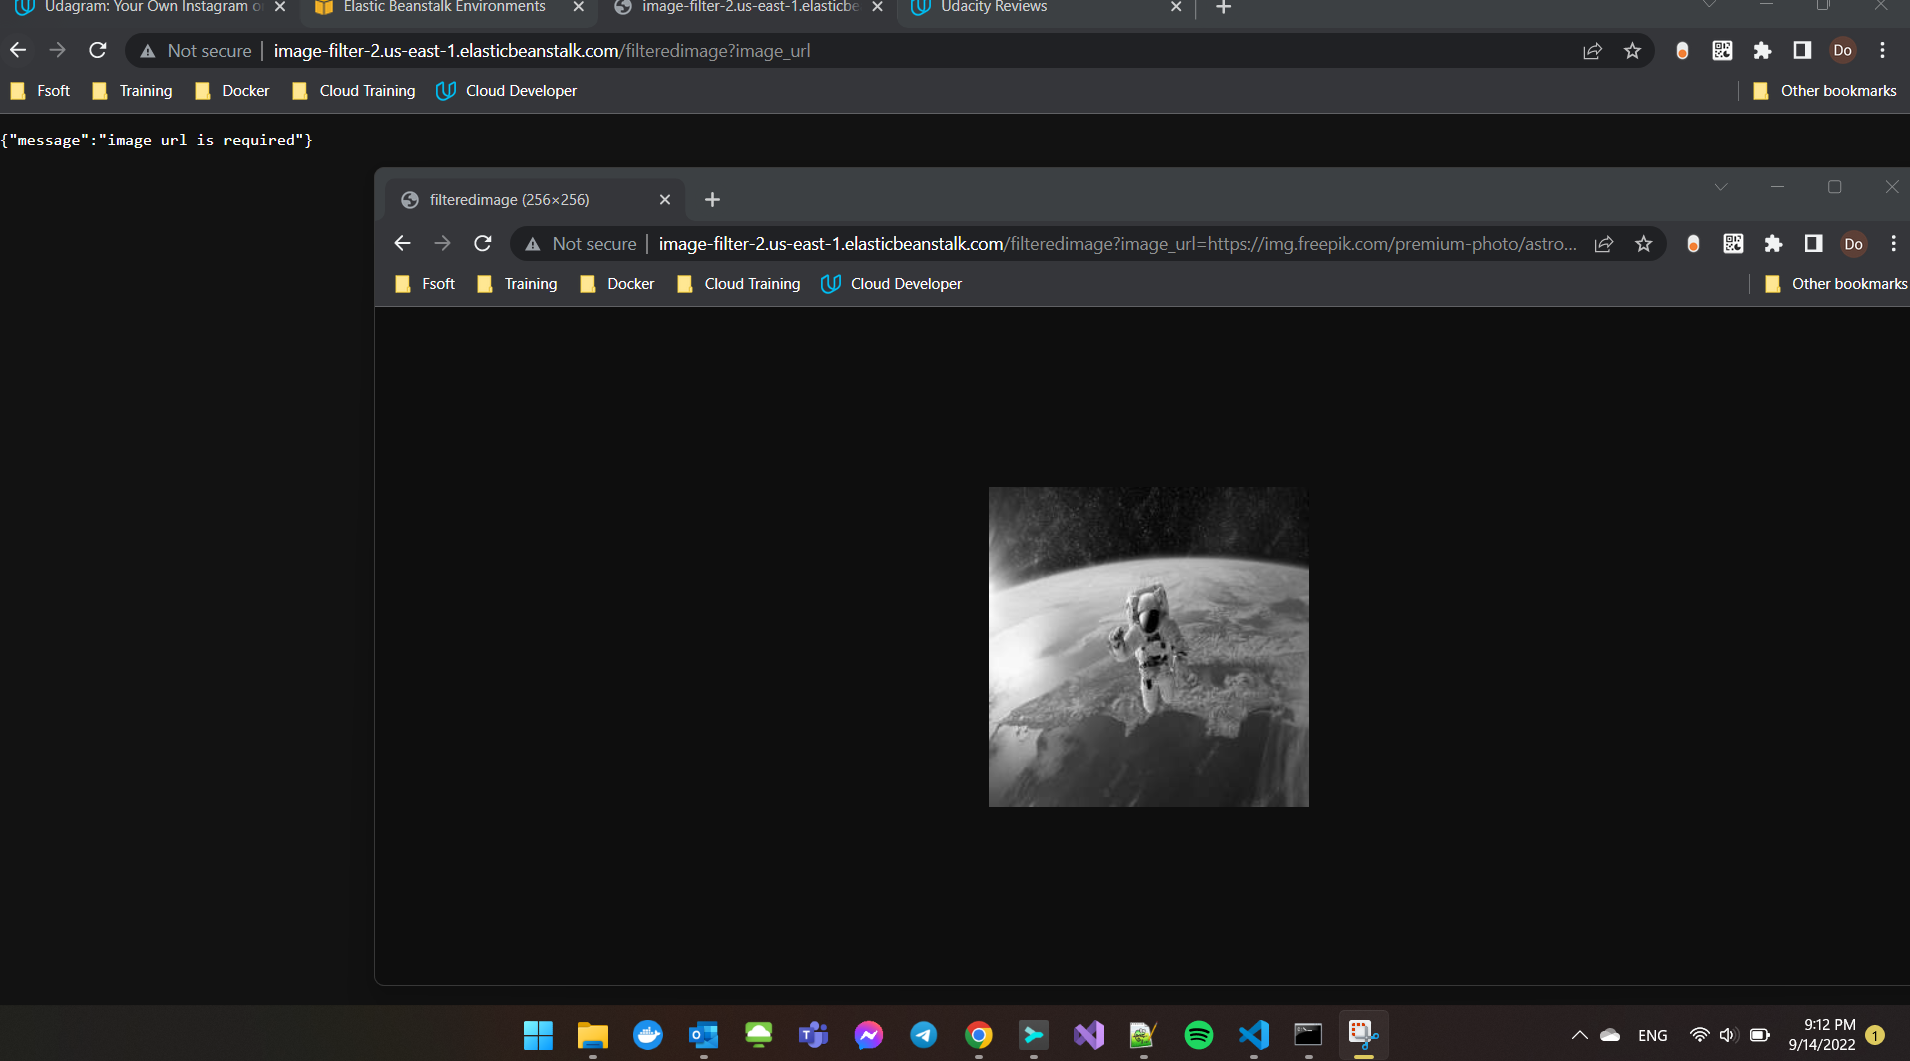 Udagram: Your Own Instagram o
Elastic Beanstalk Environments
image-filter-2.us-east-1.elasticbe
Udacity Reviews
Not secure
image-filter-2.us-east-1.elasticbeanstalk.com/filteredimage?image_url
Do
Fsoft
Training
Docker
Cloud Training
Cloud Developer
Other bookmarks
{"message":"image url is required"}
filteredimage (256×256)
Not secure
image-filter-2.us-east-1.elasticbeanstalk.com/filteredimage?image_url=https://img.freepik.com/premium-photo/astro...
Do
Fsoft
Training
Docker
Cloud Training
Cloud Developer
Other bookmarks
ENG
9:12 PM
9/14/2022
1